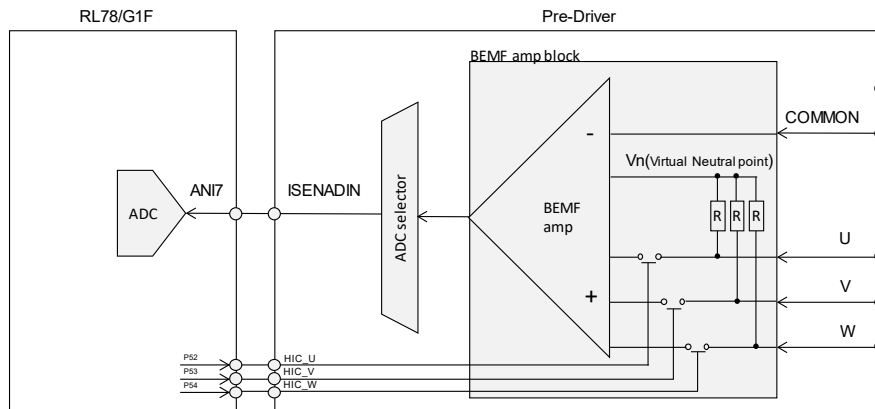 RL78/G1F
Pre-Driver
BEMF amp block
COMMON
-
Vn(Virtual Neutral point)
ANI7
ISENADIN
ADC
ADC selector
BEMF
amp
R R R
U
+
V
W
P52
HIC_U
P53
HIC_V
P54
HIC_W